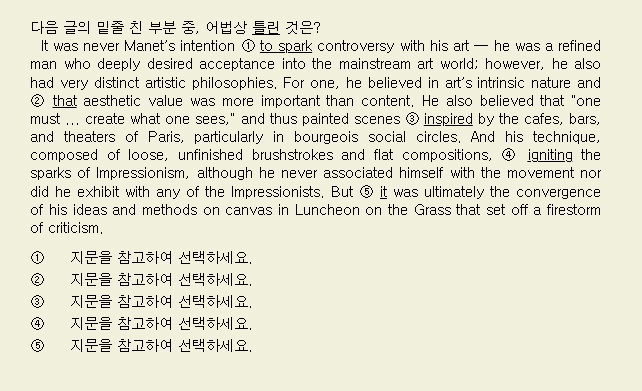 다음 글의 밑줄 친 부분 중, 어법상 틀린 것은?
It was never Manet's intention ① to spark controversy with his art — he was a refined
man who deeply desired acceptance into the mainstream art world; however, he also
had very distinct artistic philosophies. For one, he believed in art's intrinsic nature and
② that aesthetic value was more important than content. He also believed that "one
must ... create what one sees," and thus painted scenes ③ inspired by the cafes, bars,
and theaters of Paris, particularly in bourgeois social circles. And his technique,
composed of loose, unfinished brushstrokes and flat compositions, ④ igniting the
sparks of Impressionism, although he never associated himself with the movement nor
did he exhibit with any of the Impressionists. But ⑤ it was ultimately the convergence
of his ideas and methods on canvas in Luncheon on the Grass that set off a firestorm
of criticism.
① 지문을 참고하여 선택하세요.
② 지문을 참고하여 선택하세요.
③ 지문을 참고하여 선택하세요.
④ 지문을 참고하여 선택하세요.
⑤ 지문을 참고하여 선택하세요.